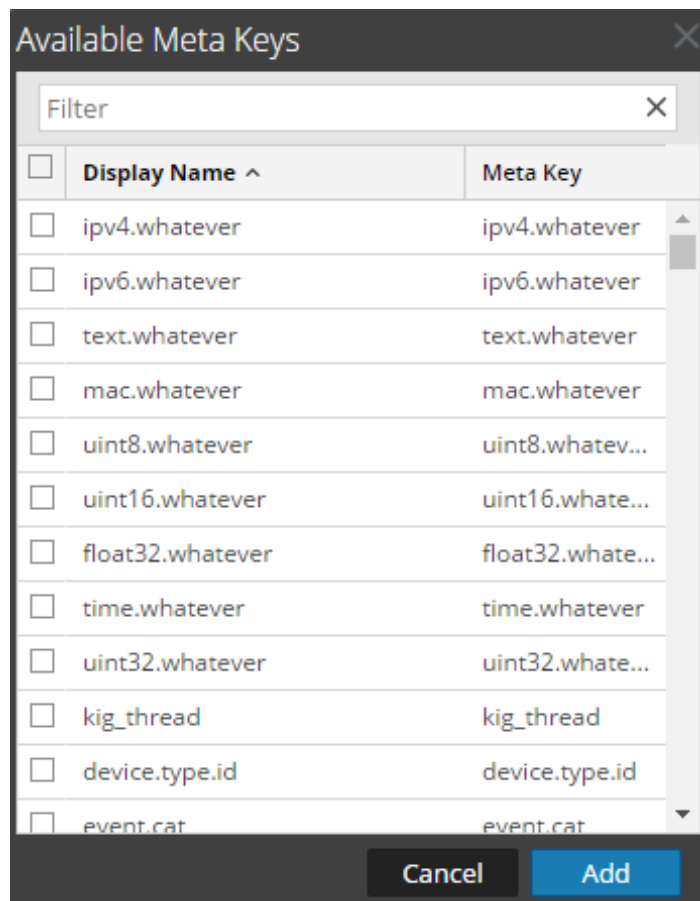 Available Meta Keys
Filter
Display Name Meta Key
ipv4.whatever ipv4.whatever
ipv6.whatever ipv6.whatever
text.whatever text.whatever
mac.whatever mac.whatever
uint8.whatever uint8.whatev...
uint16.whatever uint16.whate...
float32.whatever float32.whate...
time.whatever time.whatever
uint32.whatever uint32.whate...
kig_thread kig_thread
device.type.id device.type.id
event.cat event.cat
Cancel Add